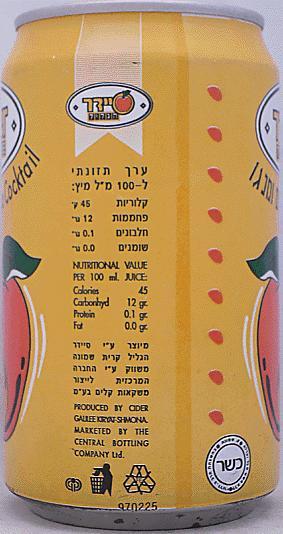 סיידר
הגליל
ערך תזונתי
ל-100 מ"ל מיץ:
קלוריות 45 ק'
פחממות 12 גר'
חלבונים 0.1 גר'
שומנים 0.0 גר'
NUTRITIONAL VALUE
PER 100 ml. JUICE:
Calories 45
Carbonhyd 12 gr.
Protein 0.1 gr.
Fat 0.0 gr.
מיוצר ע"י סיידר
הגליל קרית שמונה
משווק ע"י החברה
המרכזית לייצור
משקאות קלים בע"מ
PRODUCED BY CIDER
GALILEE KIRYAT-SHMONA.
MARKETED BY THE
CENTRAL BOTTLING
COMPANY Ltd.
970225
Cocktail
כשר